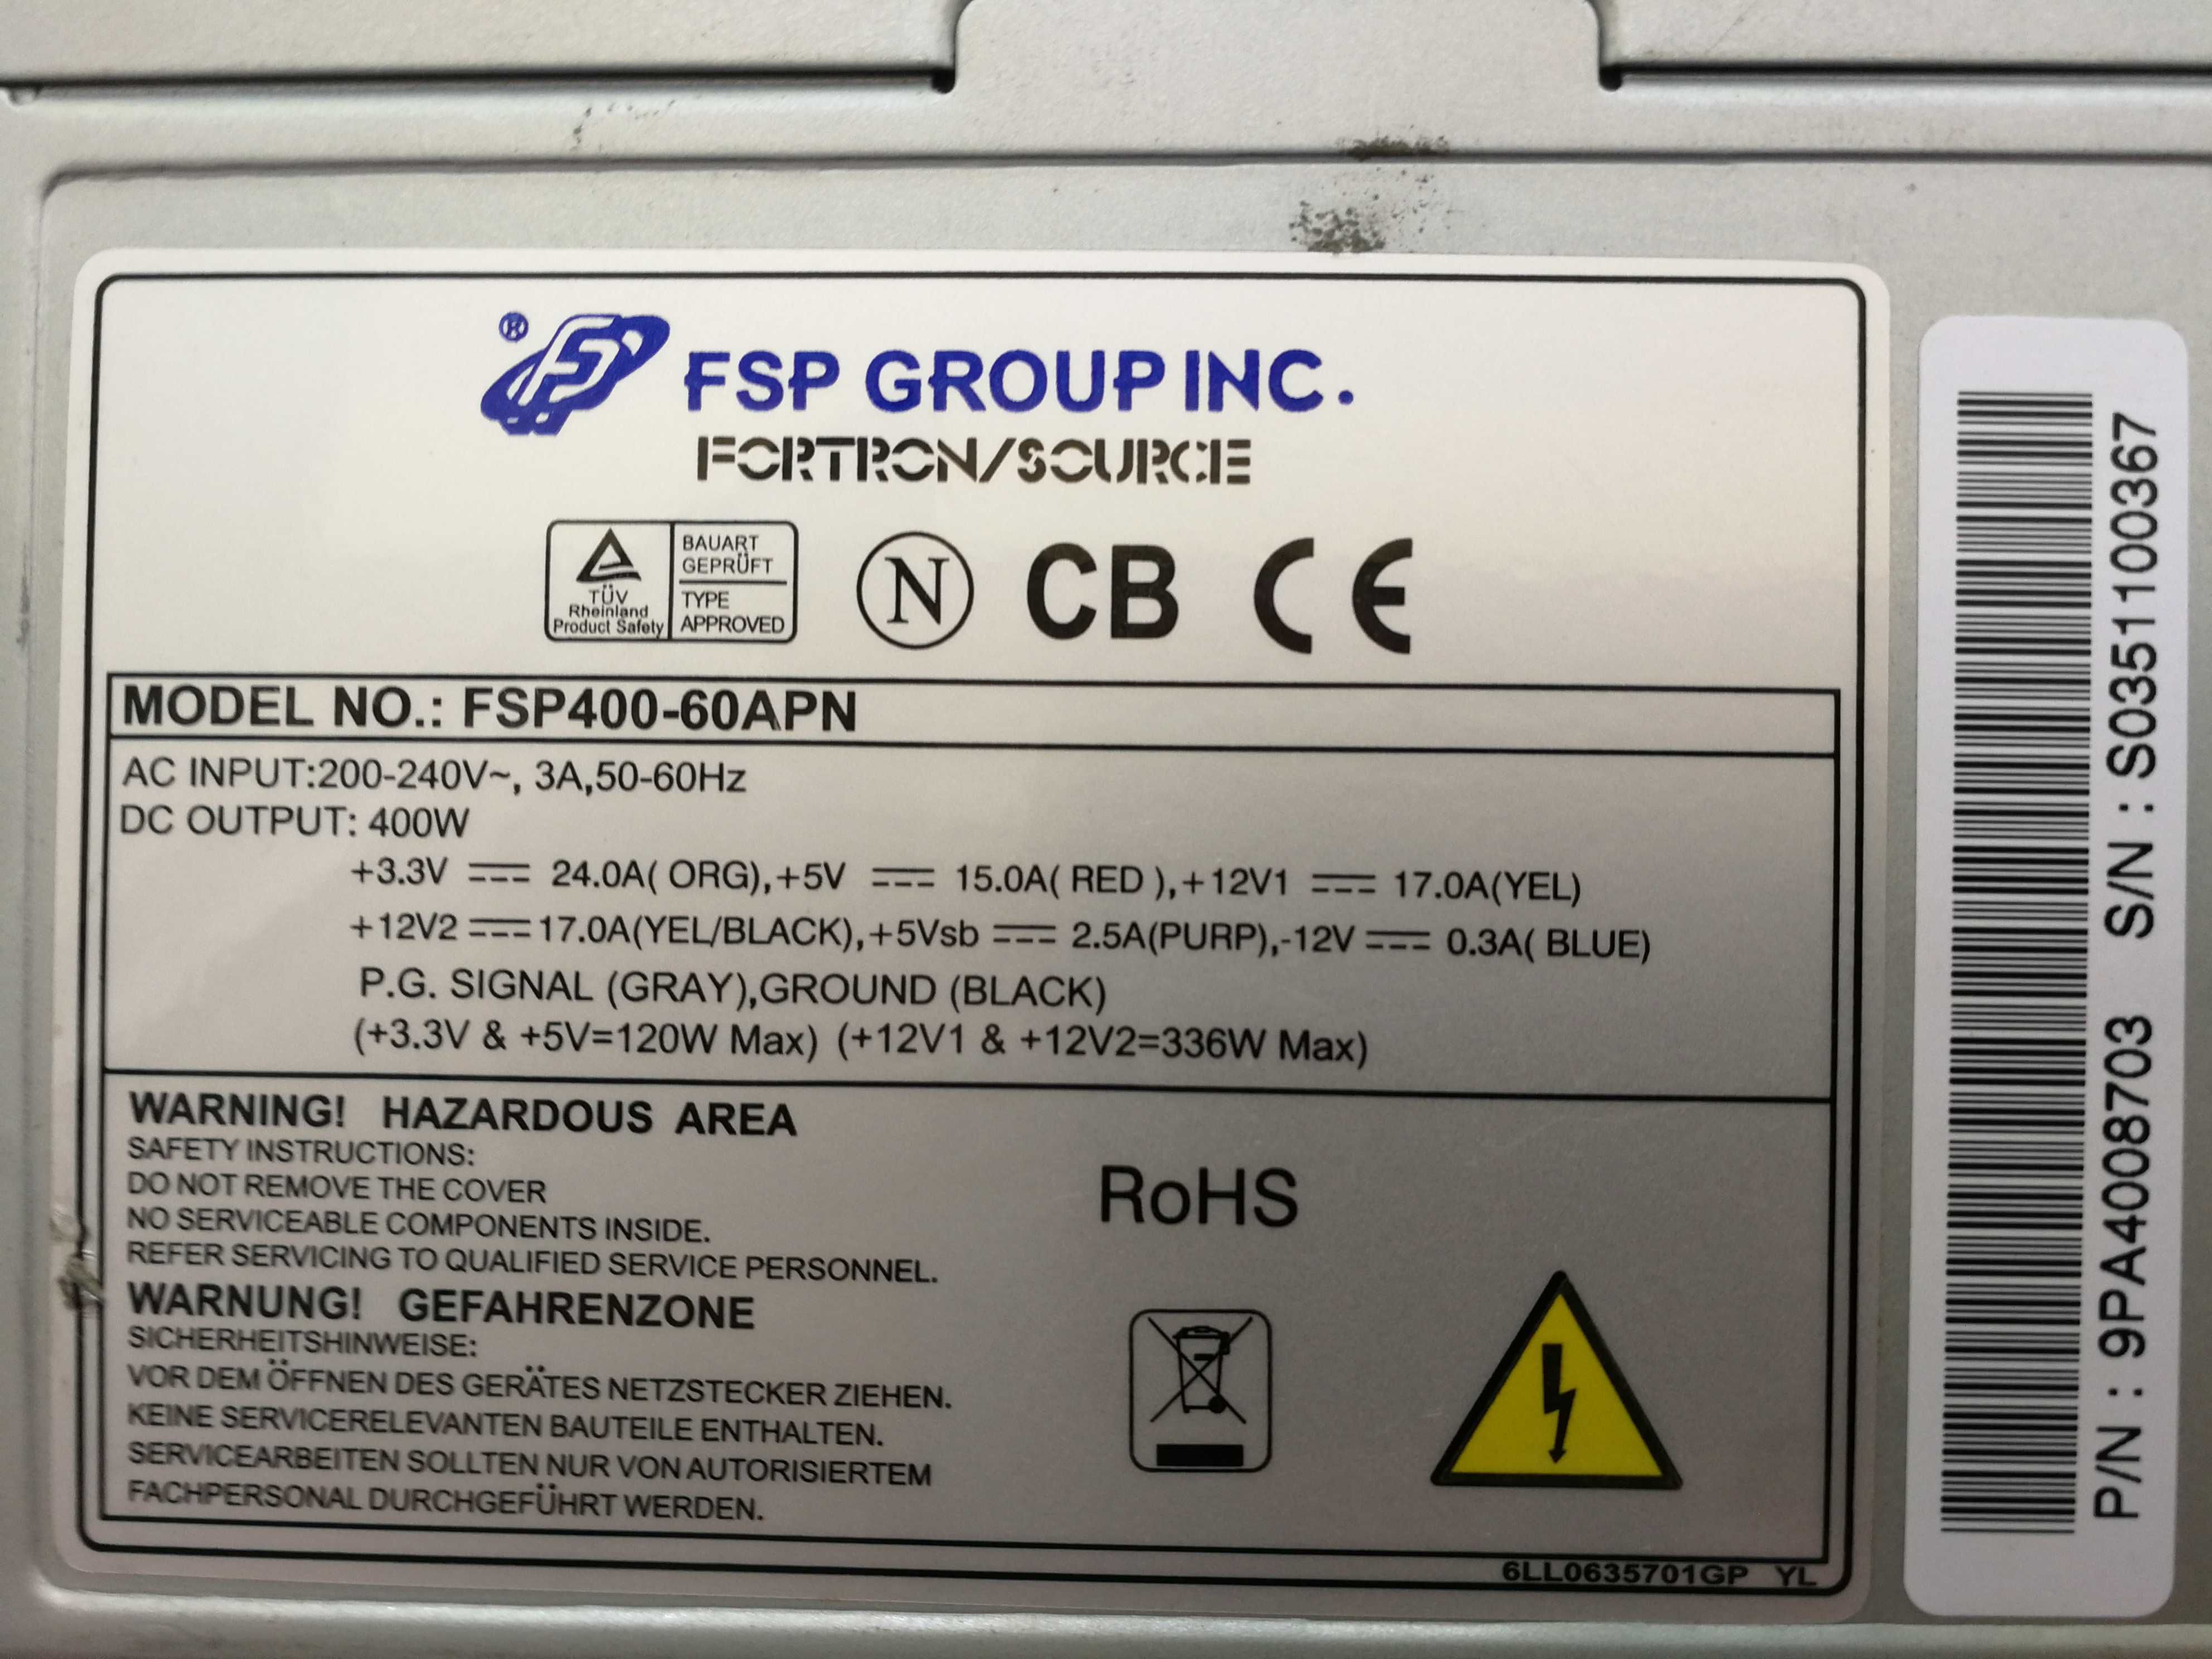 ® FSP GROUP INC.
FORTRON/SOURCE
TÜV
Rheinland
Product Safety
BAUART
GEPRÜFT
TYPE
APPROVED
N CB CE
MODEL NO.: FSP400-60APN
AC INPUT:200-240V~, 3A,50-60Hz
DC OUTPUT: 400W
+3.3V ⎓ 24.0A( ORG),+5V ⎓ 15.0A( RED ),+12V1 ⎓ 17.0A(YEL)
+12V2 ⎓ 17.0A(YEL/BLACK),+5Vsb ⎓ 2.5A(PURP),-12V ⎓ 0.3A( BLUE)
P.G. SIGNAL (GRAY),GROUND (BLACK)
(+3.3V & +5V=120W Max) (+12V1 & +12V2=336W Max)
WARNING! HAZARDOUS AREA
SAFETY INSTRUCTIONS:
DO NOT REMOVE THE COVER
NO SERVICEABLE COMPONENTS INSIDE.
REFER SERVICING TO QUALIFIED SERVICE PERSONNEL.
WARNUNG! GEFAHRENZONE
SICHERHEITSHINWEISE:
VOR DEM ÖFFNEN DES GERÄTES NETZSTECKER ZIEHEN.
KEINE SERVICERELEVANTEN BAUTEILE ENTHALTEN.
SERVICEARBEITEN SOLLTEN NUR VON AUTORISIERTEM
FACHPERSONAL DURCHGEFÜHRT WERDEN.
RoHS
6LL0635701GP YL
P/N : 9PA4008703 S/N : S0351100367